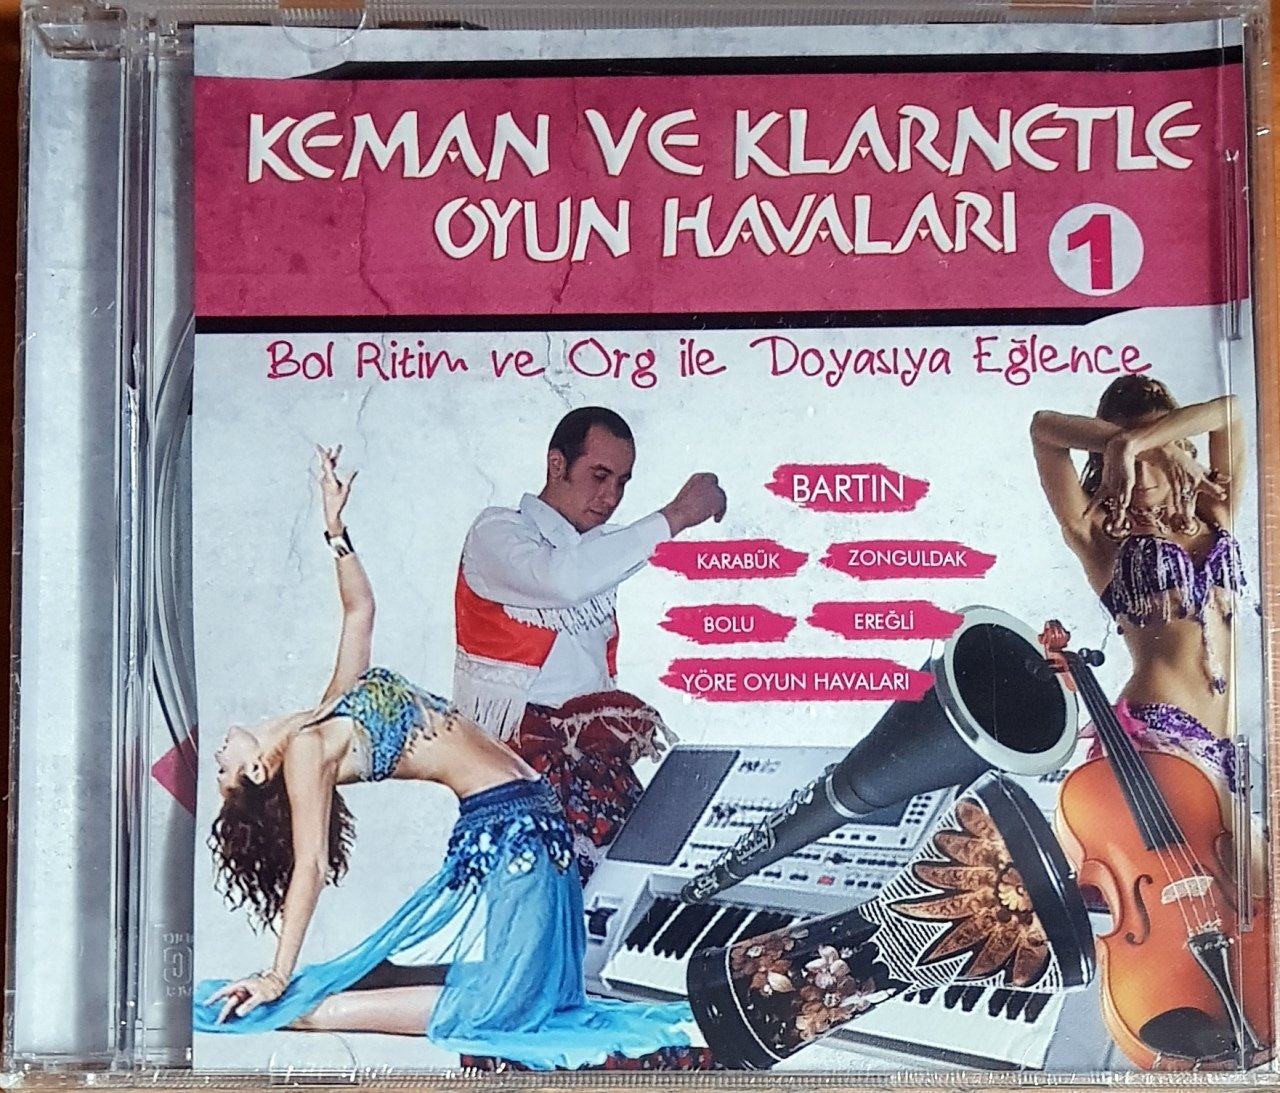 KEMAN VE KLARNETLE
OYUN HAVALARI 1
Bol Ritim ve Org ile Doyasıya Eğlence
BARTIN
KARABÜK ZONGULDAK
BOLU EREĞLİ
YÖRE OYUN HAVALARI